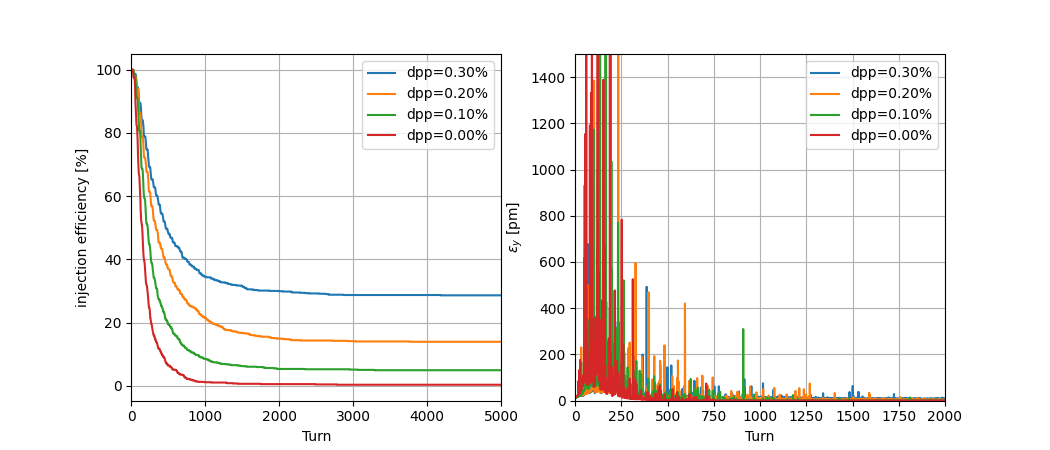 injection efficiency [%]
100
80
60
40
20
0
0 1000 2000 3000 4000 5000
Turn
dpp=0.30%
dpp=0.20%
dpp=0.10%
dpp=0.00%
εy [pm]
1400
1200
1000
800
600
400
200
0
0 250 500 750 1000 1250 1500 1750 2000
Turn
dpp=0.30%
dpp=0.20%
dpp=0.10%
dpp=0.00%